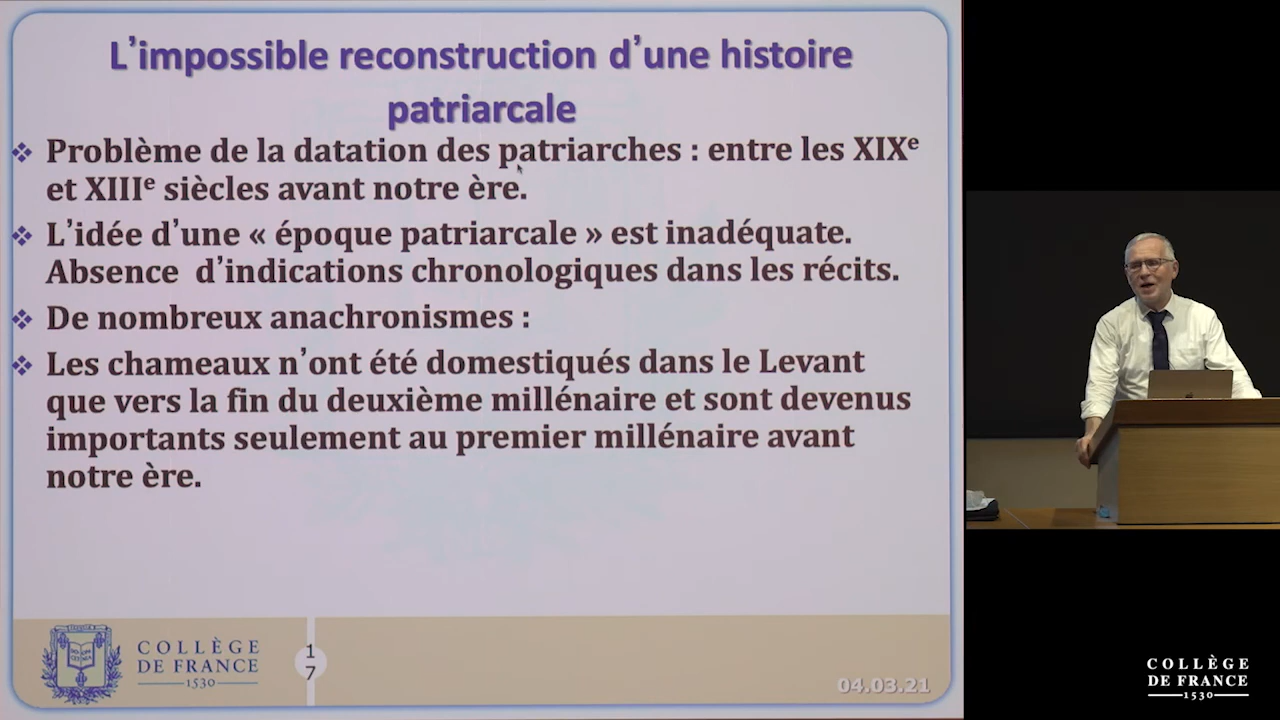 L’impossible reconstruction d’une histoire
patriarcale
Problème de la datation des patriarches : entre les XIXe
et XIIIe siècles avant notre ère.
L’idée d’une « époque patriarcale » est inadéquate.
Absence d’indications chronologiques dans les récits.
De nombreux anachronismes :
Les chameaux n’ont été domestiqués dans le Levant
que vers la fin du deuxième millénaire et sont devenus
importants seulement au premier millénaire avant
notre ère.
COLLÈGE
DE FRANCE
1530
1
7
04.03.21
COLLÈGE
DE FRANCE
1530